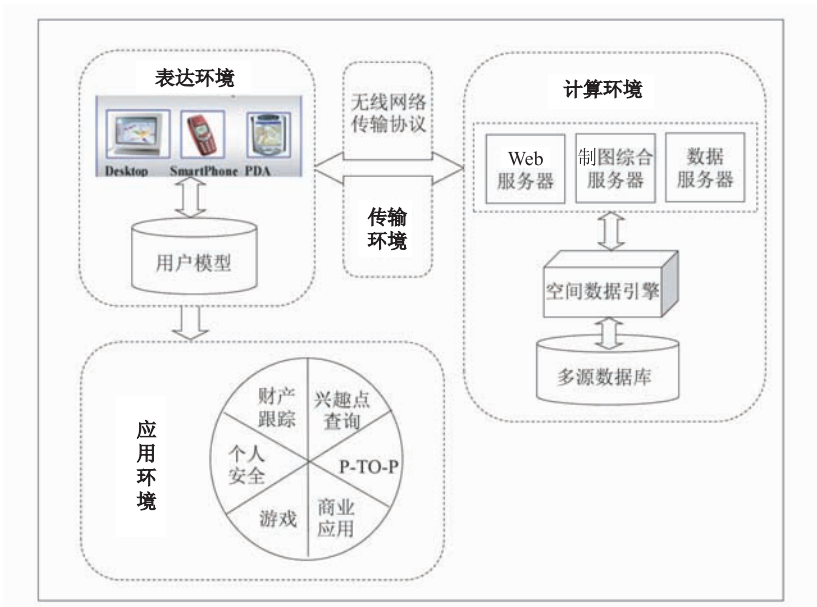 表达环境
Desktop SmartPhone PDA
用户模型
无线网络
传输协议
传输
环境
计算环境
Web
服务器
制图综合
服务器
数据
服务器
空间数据引擎
多源数据库
应
用
环
境
财产
跟踪
兴趣点
查询
个人
安全
P-TO-P
游戏
商业
应用